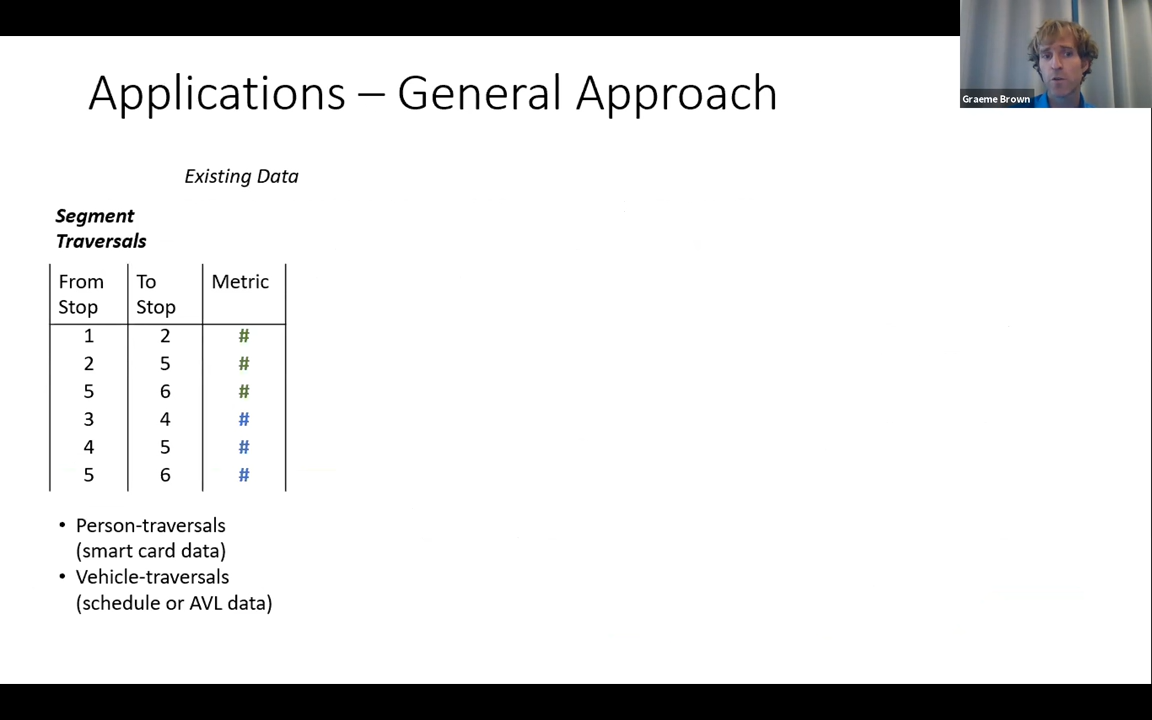 Applications – General Approach
Graeme Brown
Existing Data
Segment
Traversals
From Stop To Stop Metric
1 2 #
2 5 #
5 6 #
3 4 #
4 5 #
5 6 #
• Person-traversals
(smart card data)
• Vehicle-traversals
(schedule or AVL data)